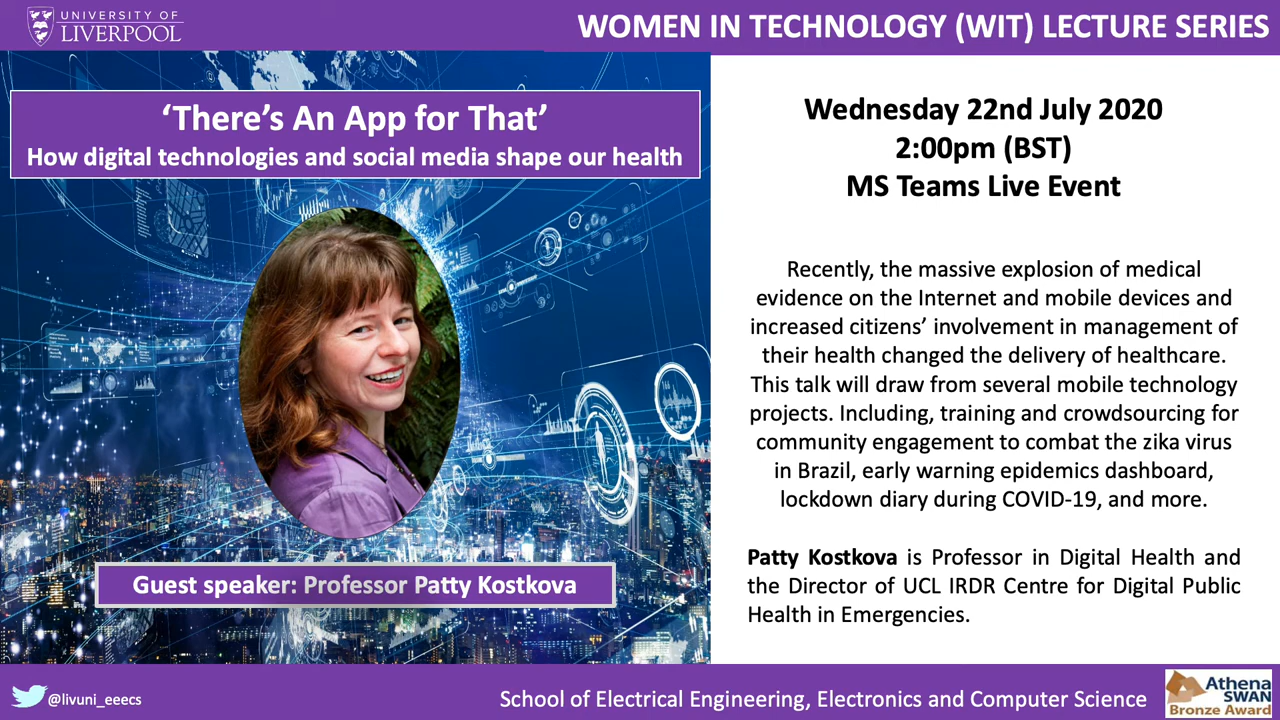 UNIVERSITY OF
LIVERPOOL
WOMEN IN TECHNOLOGY (WIT) LECTURE SERIES
‘There’s An App for That’
How digital technologies and social media shape our health
Guest speaker: Professor Patty Kostkova
Wednesday 22nd July 2020
2:00pm (BST)
MS Teams Live Event
Recently, the massive explosion of medical
evidence on the Internet and mobile devices and
increased citizens’ involvement in management of
their health changed the delivery of healthcare.
This talk will draw from several mobile technology
projects. Including, training and crowdsourcing for
community engagement to combat the zika virus
in Brazil, early warning epidemics dashboard,
lockdown diary during COVID-19, and more.
Patty Kostkova is Professor in Digital Health and
the Director of UCL IRDR Centre for Digital Public
Health in Emergencies.
@livuni_eeecs
School of Electrical Engineering, Electronics and Computer Science
Athena
SWAN
Bronze Award